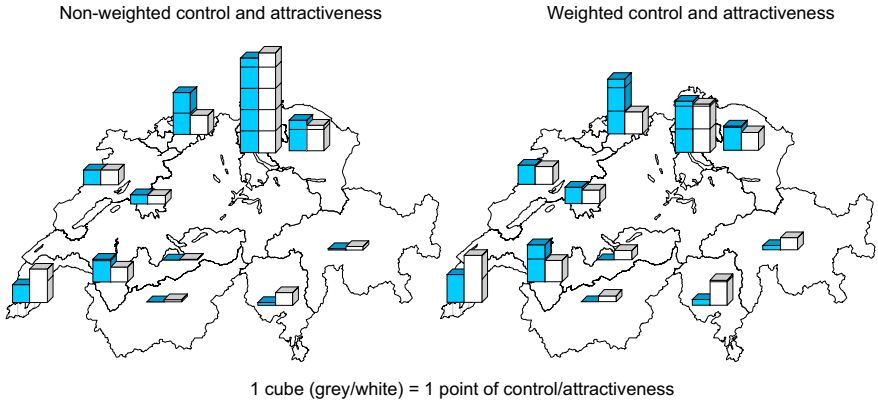 Non-weighted control and attractiveness
Weighted control and attractiveness
1 cube (grey/white) = 1 point of control/attractiveness